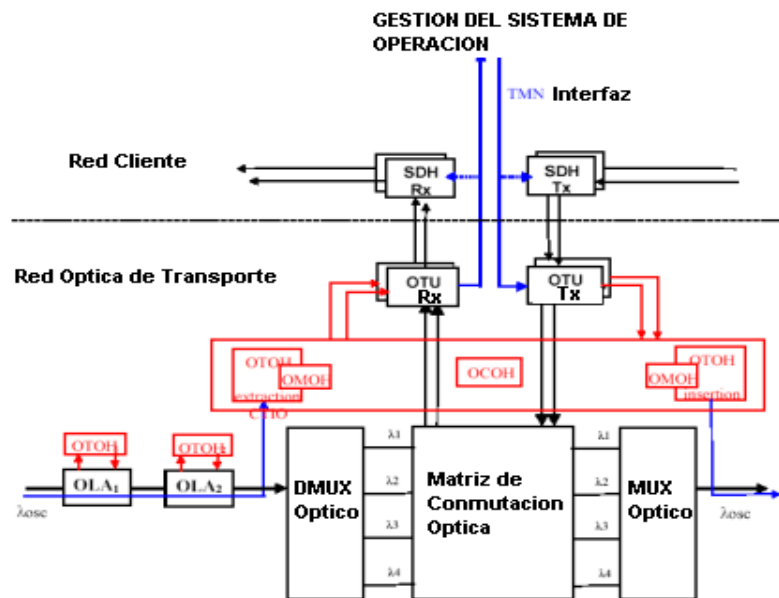 GESTION DEL SISTEMA DE
OPERACION
TMN Interfaz
Red Cliente
SDH
Rx
SDH
Tx
Red Optica de Transporte
OTU
Rx
OTU
Tx
OTOH
OMOH
extraction
OCOH
OTOH
OMOH
insertion
OTOH
OTOH
OLA1
OLA2
λosc
DMUX
Optico
λ1
λ2
λ3
λ4
Matriz de
Conmutacion
Optica
λ1
λ2
λ3
λ4
MUX
Optico
λosc